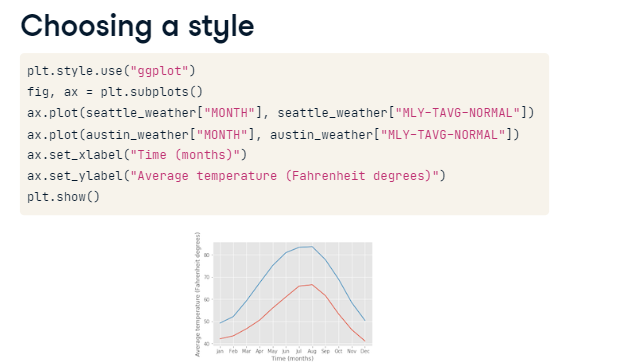 Choosing a style
plt.style.use("ggplot")
fig, ax = plt.subplots()
ax.plot(seattle_weather["MONTH"], seattle_weather["MLY-TAVG-NORMAL"])
ax.plot(austin_weather["MONTH"], austin_weather["MLY-TAVG-NORMAL"])
ax.set_xlabel("Time (months)")
ax.set_ylabel("Average temperature (Fahrenheit degrees)")
plt.show()
Average temperature (Fahrenheit degrees)
80
70
60
50
40
Jan Feb Mar Apr May Jun Jul Aug Sep Oct Nov Dec
Time (months)